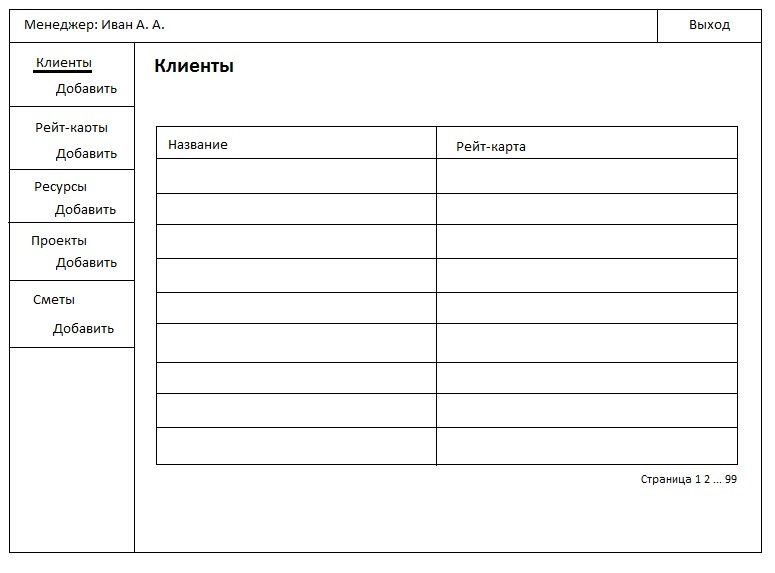 Менеджер: Иван А. А.
Выход
Клиенты
Добавить
Рейт-карты
Добавить
Ресурсы
Добавить
Проекты
Добавить
Сметы
Добавить
Клиенты
Название
Рейт-карта
Страница 1 2 ... 99